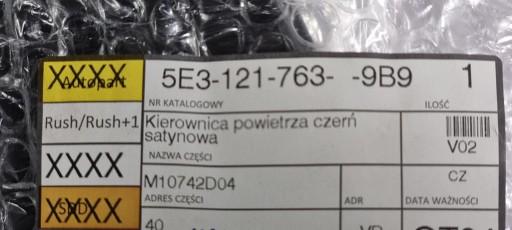 XXXX 5E3-121-763- -9B9 1
NR KATALOGOWY ILOŚĆ
Rush/Rush+1 Kierownica powietrza czerń
satynowa
V02
XXXX NAZWA CZĘŚCI
M10742D04 CZ
ADRES CZĘŚCI ADR DATA WAŻNOŚCI
XXXX
40